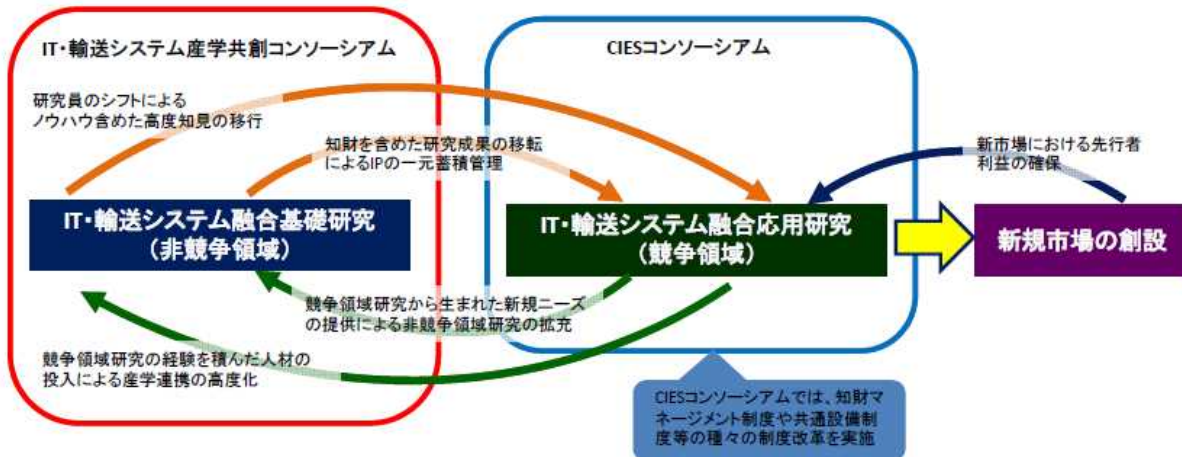 IT・輸送システム産学共創コンソーシアム
CIESコンソーシアム
研究員のシフトによる
ノウハウ含めた高度知見の移行
知財を含めた研究成果の移転
によるIPの一元蓄積管理
新市場における先行者
利益の確保
IT・輸送システム融合基礎研究
（非競争領域）
IT・輸送システム融合応用研究
（競争領域）
新規市場の創設
競争領域研究から生まれた新規ニーズ
の提供による非競争領域研究の拡充
競争領域研究の経験を積んだ人材の
投入による産学連携の高度化
CIESコンソーシアムでは、知財マ
ネージメント制度や共通設備制
度等の種々の制度改革を実施